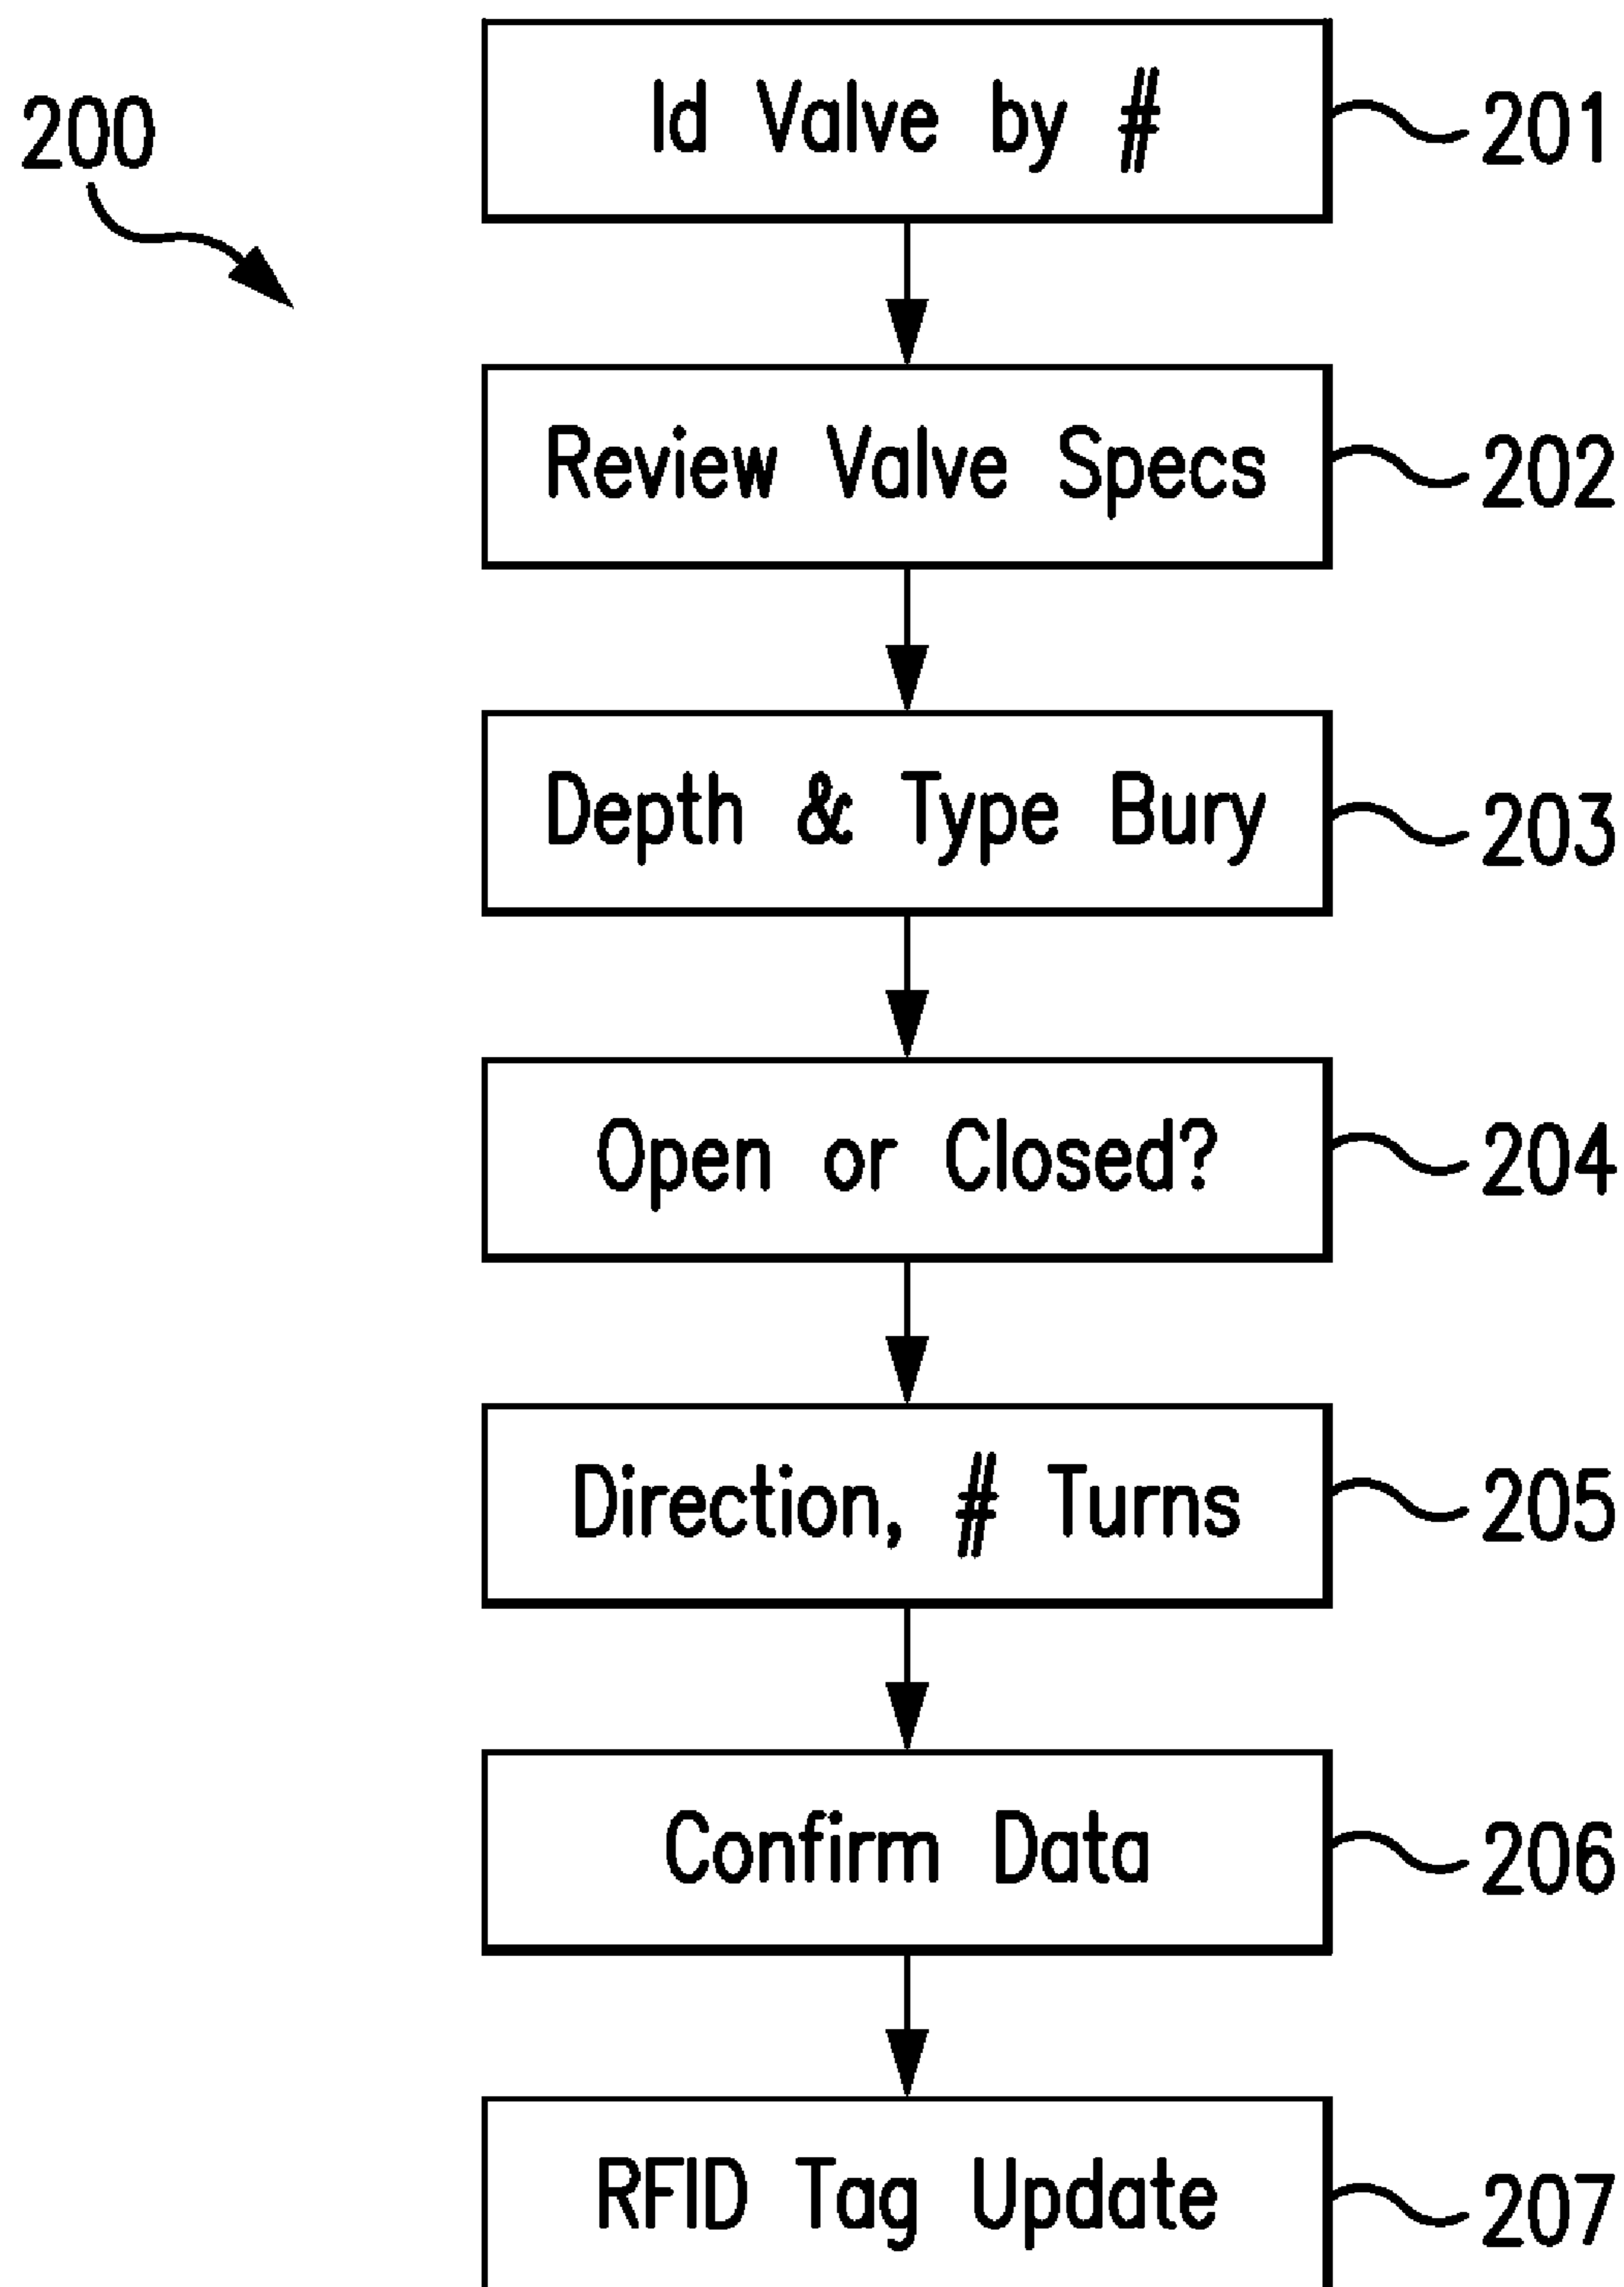 200
Id Valve by #
201
Review Valve Specs
202
Depth & Type Bury
203
Open or Closed?
204
Direction, # Turns
205
Confirm Data
206
RFID Tag Update
207